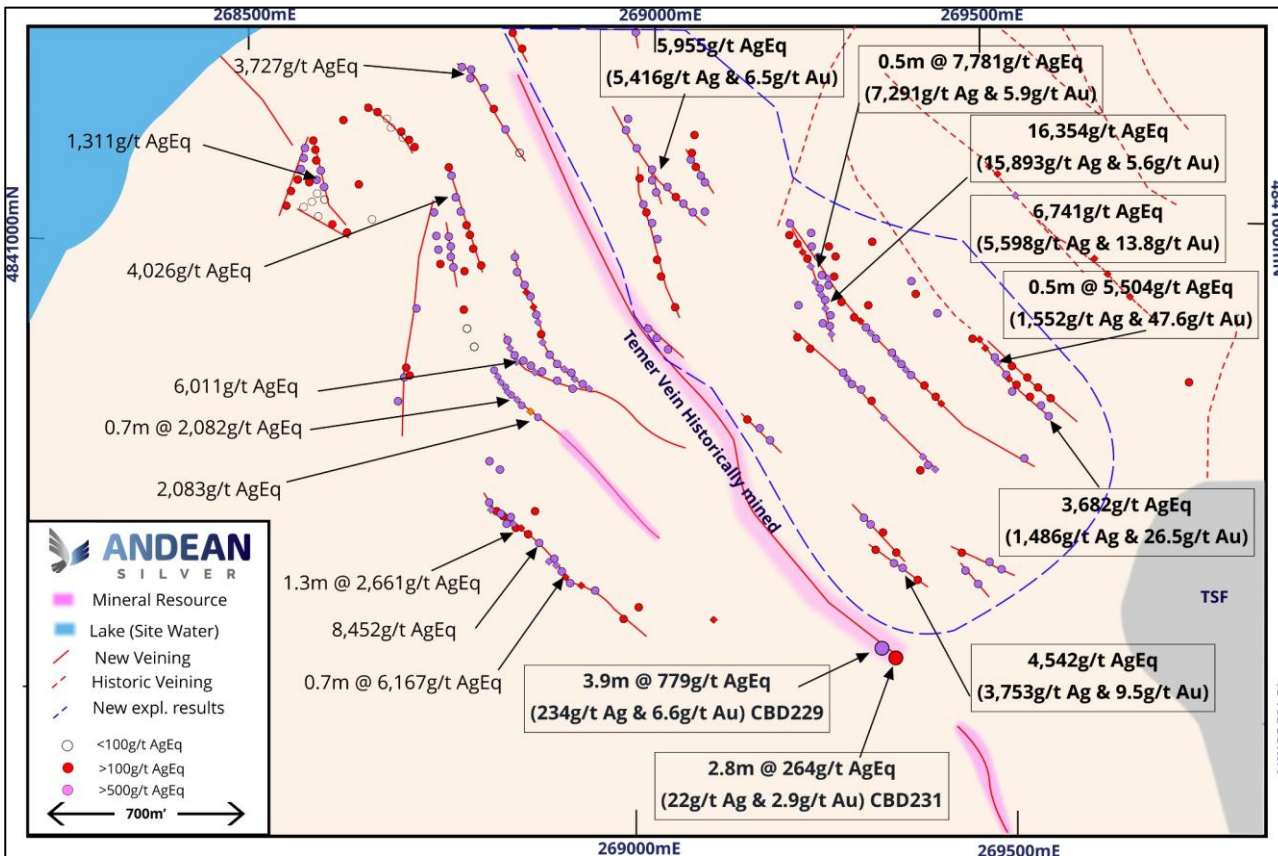 268500mE
269000mE
269500mE
5,955g/t AgEq
(5,416g/t Ag & 6.5g/t Au)
3,727g/t AgEq
0.5m @ 7,781g/t AgEq
(7,291g/t Ag & 5.9g/t Au)
1,311g/t AgEq
16,354g/t AgEq
(15,893g/t Ag & 5.6g/t Au)
4841000mN
6,741g/t AgEq
(5,598g/t Ag & 13.8g/t Au)
4,026g/t AgEq
0.5m @ 5,504g/t AgEq
(1,552g/t Ag & 47.6g/t Au)
Temer Vein Historically mined
6,011g/t AgEq
0.7m @ 2,082g/t AgEq
2,083g/t AgEq
3,682g/t AgEq
(1,486g/t Ag & 26.5g/t Au)
TSF
1.3m @ 2,661g/t AgEq
8,452g/t AgEq
0.7m @ 6,167g/t AgEq
3.9m @ 779g/t AgEq
(234g/t Ag & 6.6g/t Au) CBD229
4,542g/t AgEq
(3,753g/t Ag & 9.5g/t Au)
2.8m @ 264g/t AgEq
(22g/t Ag & 2.9g/t Au) CBD231
ANDEAN
SILVER
Mineral Resource
Lake (Site Water)
New Veining
Historic Veining
New expl. results
<100g/t AgEq
>100g/t AgEq
>500g/t AgEq
700m'
269000mE
269500mE